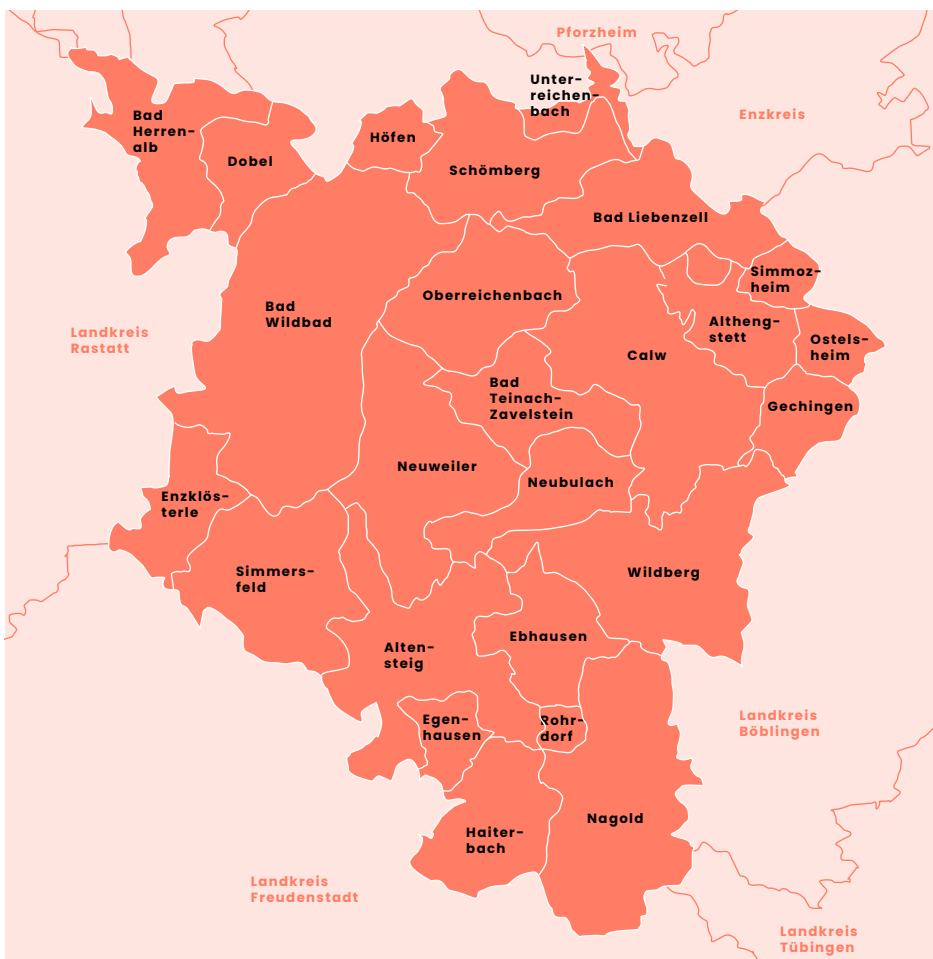 Pforzheim
Unter-
reichen-
bach
Enzkreis
Bad
Herren-
alb
Höfen
Dobel
Schömberg
Bad Liebenzell
Simmoz-
heim
Oberreichenbach
Bad
Wildbad
Landkreis
Rastatt
Altheng-
stett
Ostels-
heim
Calw
Bad
Teinach-
Zavelstein
Gechingen
Neuweiler
Neubulach
Enzklös-
terle
Simmers-
feld
Wildberg
Ebhausen
Alten-
steig
Egen-
hausen
Rohr-
dorf
Landkreis
Böblingen
Nagold
Haiter-
bach
Landkreis
Freudenstadt
Landkreis
Tübingen